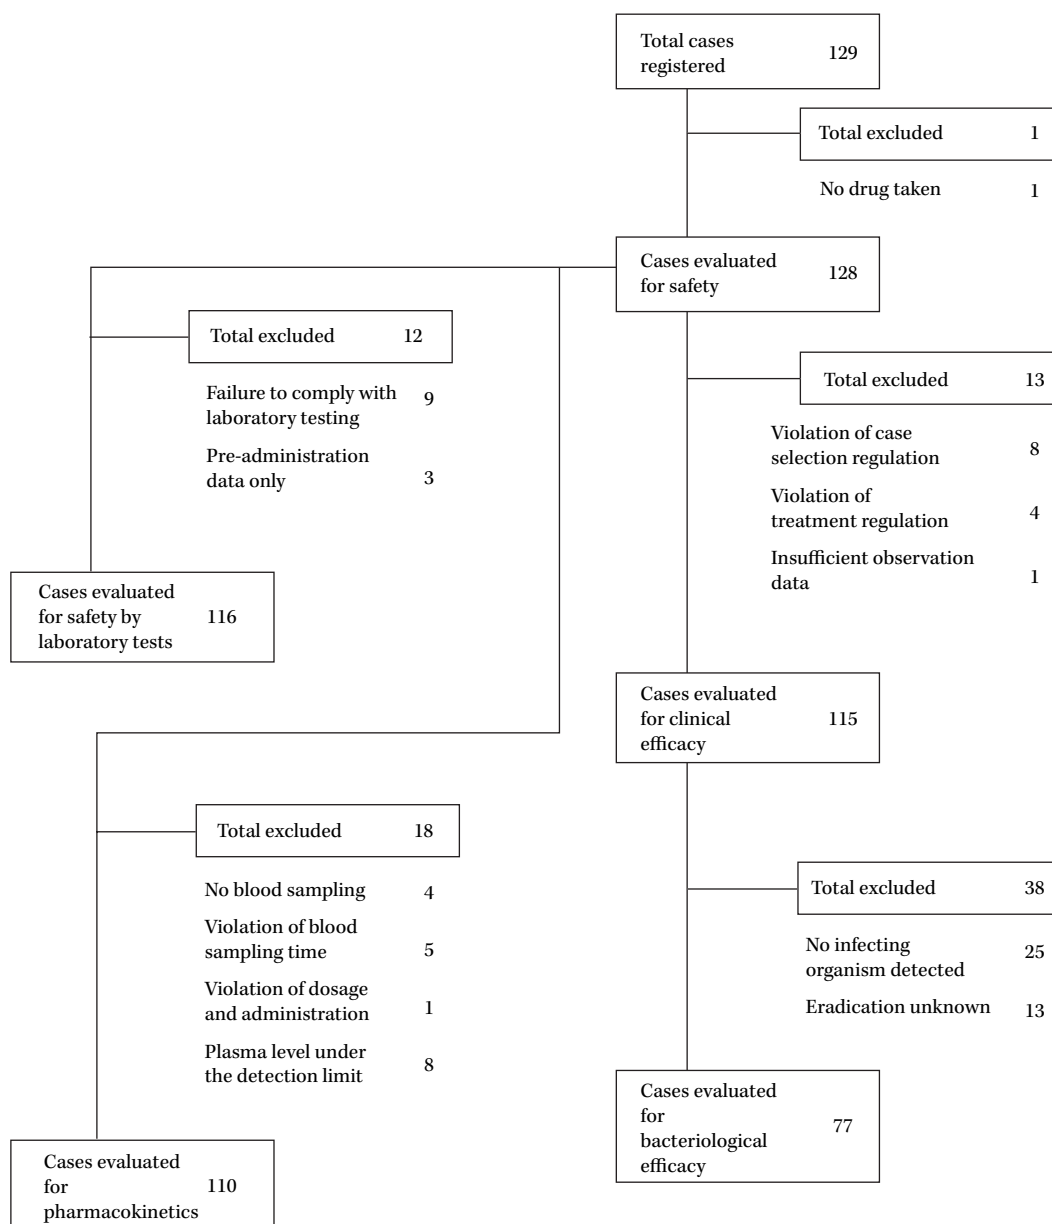 Total cases
registered 129
Total excluded 1
No drug taken 1
Cases evaluated
for safety 128
Total excluded 12
Failure to comply with
laboratory testing 9
Pre-administration
data only 3
Cases evaluated
for safety by
laboratory tests 116
Total excluded 13
Violation of case
selection regulation 8
Violation of
treatment regulation 4
Insufficient observation
data 1
Cases evaluated
for clinical
efficacy 115
Total excluded 18
No blood sampling 4
Violation of blood
sampling time 5
Violation of dosage
and administration 1
Plasma level under
the detection limit 8
Cases evaluated
for
pharmacokinetics 110
Total excluded 38
No infecting
organism detected 25
Eradication unknown 13
Cases evaluated
for
bacteriological
efficacy 77